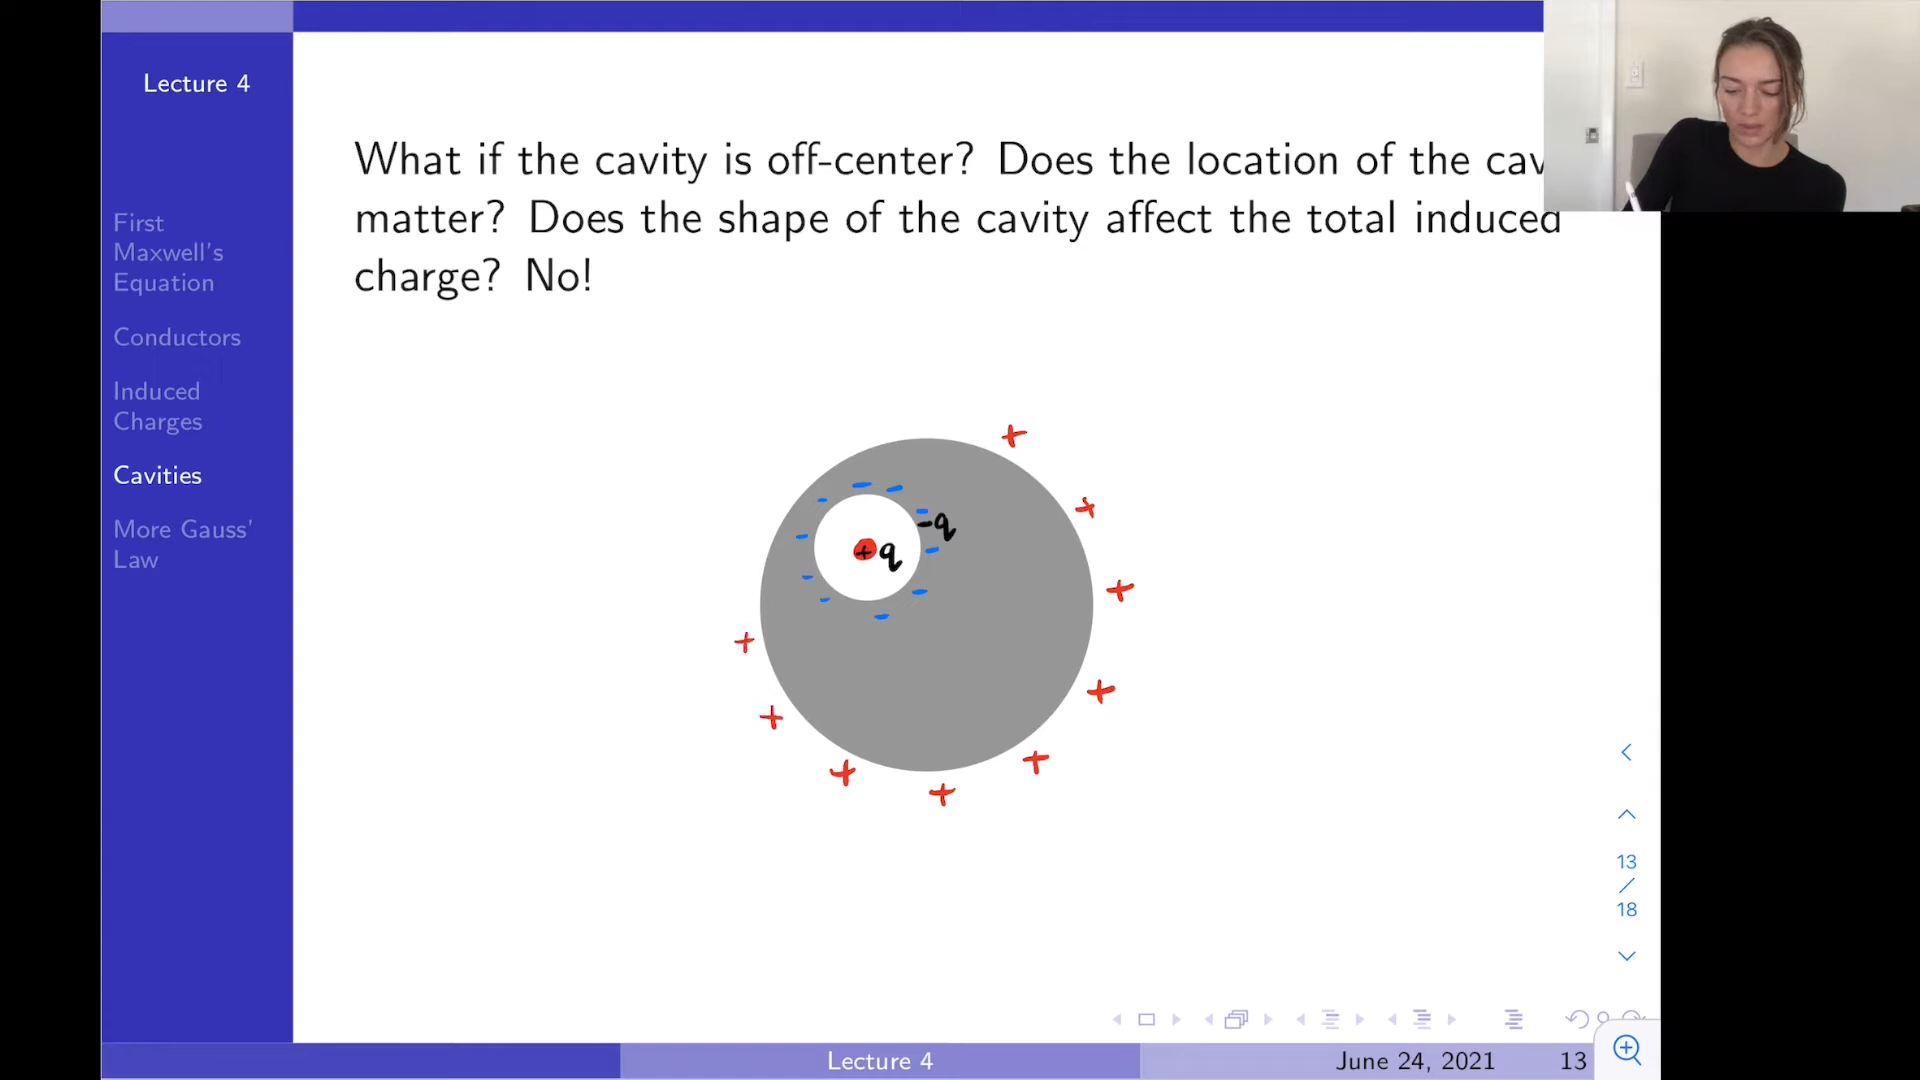 Lecture 4
First
Maxwell's
Equation
Conductors
Induced
Charges
Cavities
More Gauss'
Law
What if the cavity is off-center? Does the location of the
matter? Does the shape of the cavity affect the total induced
charge? No!
+
+
-q
+q
+
+
+
+
+
+
+
+
13
/
18
Lecture 4
June 24, 2021
13